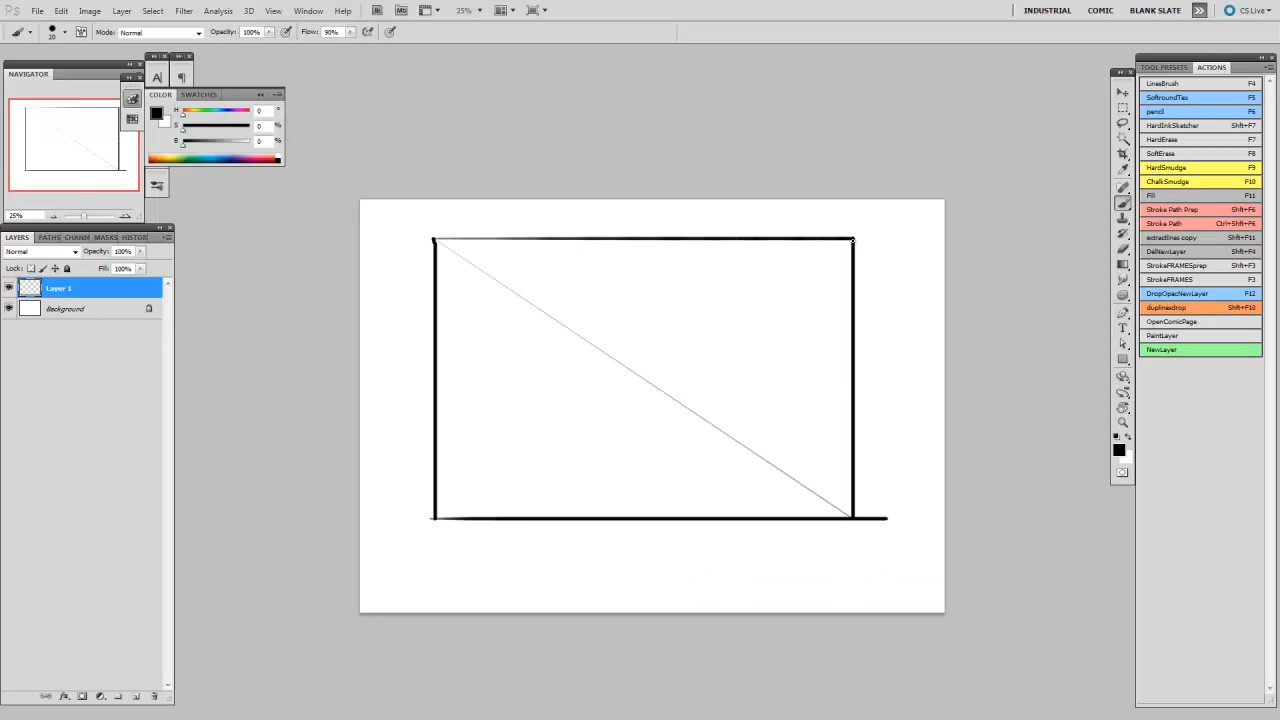 Ps File Edit Image Layer Select Filter Analysis 3D View Window Help Br Mb 25% INDUSTRIAL COMIC BLANK SLATE CS Live
20 Mode: Normal Opacity: 100% Flow: 90%
NAVIGATOR
25%
A ¶
COLOR SWATCHES
H 0 °
S 0 %
B 0 %
LAYERS PATHS CHANN MASKS HISTOR
Normal Opacity: 100%
Lock: Fill: 100%
Layer 1
Background
fx
T
TOOL PRESETS ACTIONS
LinesBrush F4
SoftroundTex F5
pencil F6
HardInkSketcher Shft+F7
HardErase F7
SoftErase F8
HardSmudge F9
ChalkSmudge F10
Fill F11
Stroke Path Prep Shft+F6
Stroke Path Ctrl+Shft+F6
extractlines copy Shft+F11
DelNewLayer Shft+F4
StrokeFRAMESprep Shft+F3
StrokeFRAMES F3
DropOpacNewLayer F12
duplinesdrop Shft+F10
OpenComicPage
PaintLayer
NewLayer